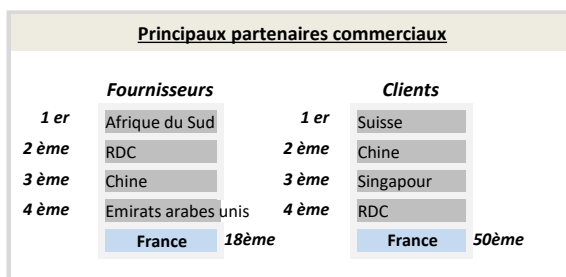 Principaux partenaires commerciaux
Fournisseurs Clients
1 er Afrique du Sud 1 er Suisse
2 ème RDC 2 ème Chine
3 ème Chine 3 ème Singapour
4 ème Emirats arabes unis 4 ème RDC
France 18ème France 50ème